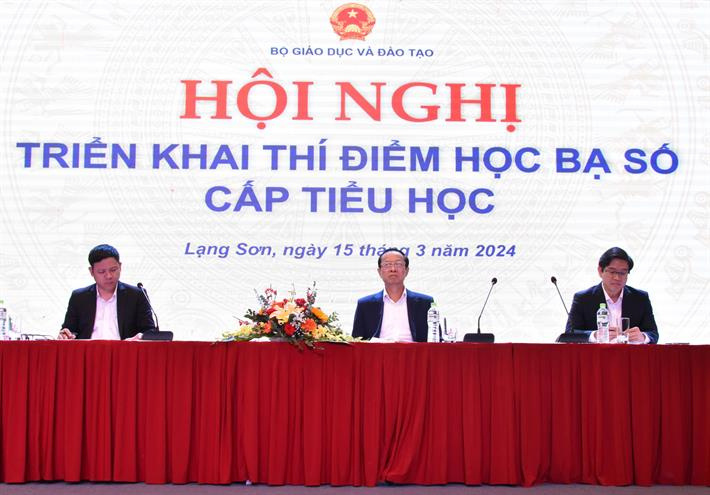 BỘ GIÁO DỤC VÀ ĐÀO TẠO
HỘI NGHỊ
TRIỂN KHAI THÍ ĐIỂM HỌC BẠ SỐ
CẤP TIỂU HỌC
Lạng Sơn, ngày 15 tháng 3 năm 2024